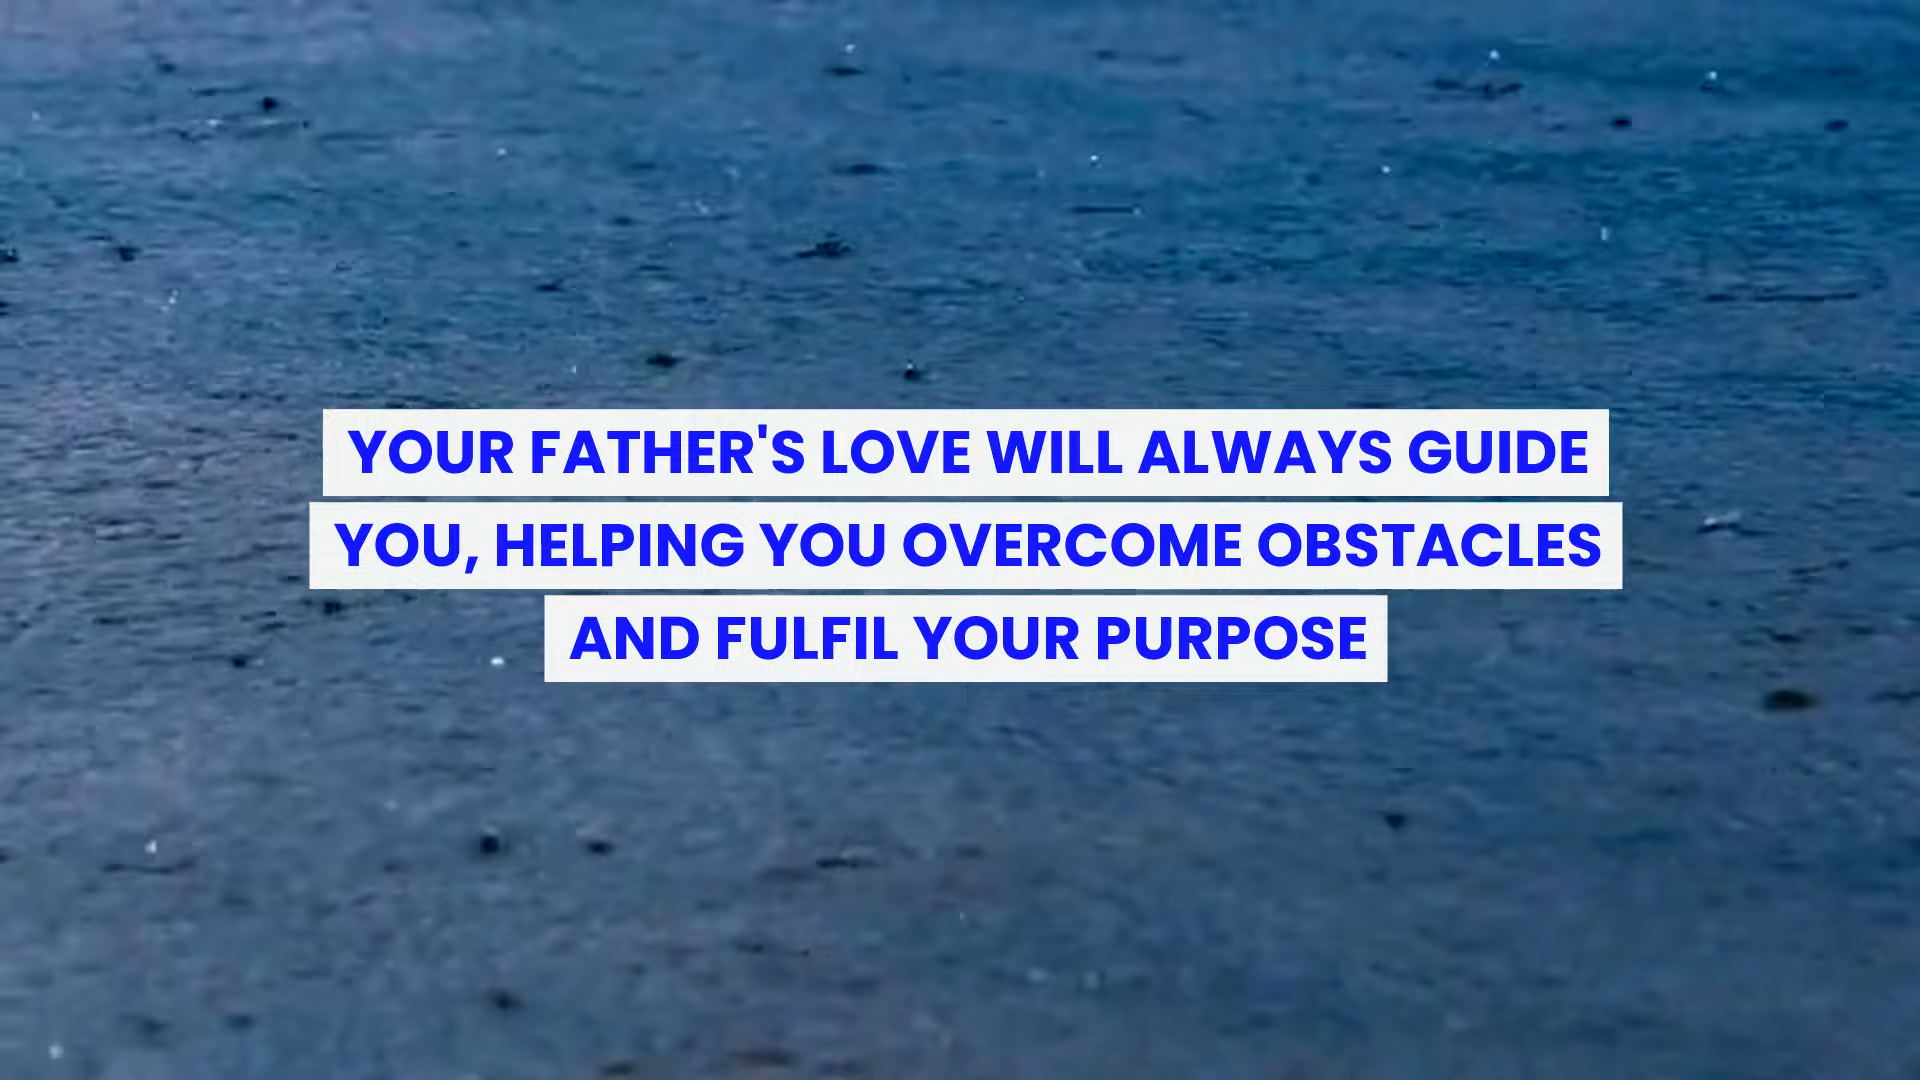 YOUR FATHER'S LOVE WILL ALWAYS GUIDE
YOU, HELPING YOU OVERCOME OBSTACLES
AND FULFIL YOUR PURPOSE